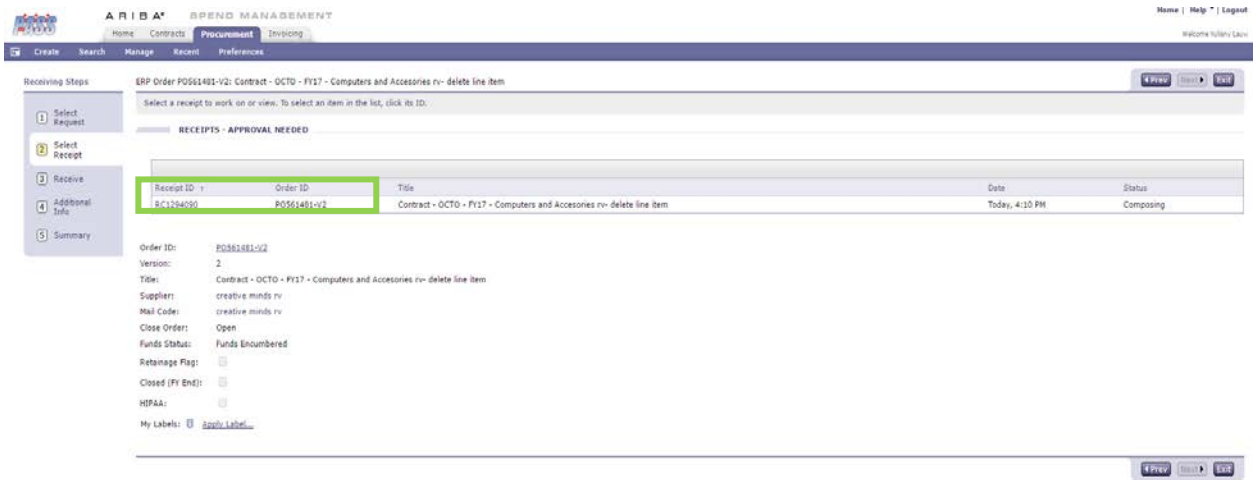 ARIBA® SPEND MANAGEMENT
Home | Help | Logout
Home Contracts Procurement Invoicing
Create Search Manage Recent Preferences
Receiving Steps
ERP Order PO561481-V2: Contract - OCTO - FY17 - Computers and Accesories rv- delete line item
Prev Next Exit
Select a receipt to work on or view. To select an item in the list, click its ID.
1 Select Request
RECEIPTS - APPROVAL NEEDED
2 Select Receipt
3 Receive
Receipt ID ↑ Order ID Title Date Status
4 Additional Info
RC1294090 PO561481-V2 Contract - OCTO - FY17 - Computers and Accesories rv- delete line item Today, 4:10 PM Composing
5 Summary
Order ID: PO561481-V2
Version: 2
Title: Contract - OCTO - FY17 - Computers and Accesories rv- delete line item
Supplier: creative minds rv
Mail Code: creative minds rv
Close Order: Open
Funds Status: Funds Encumbered
Retainage Flag:
Closed (FY End):
HIPAA:
My Labels: Apply Label...
Prev Next Exit